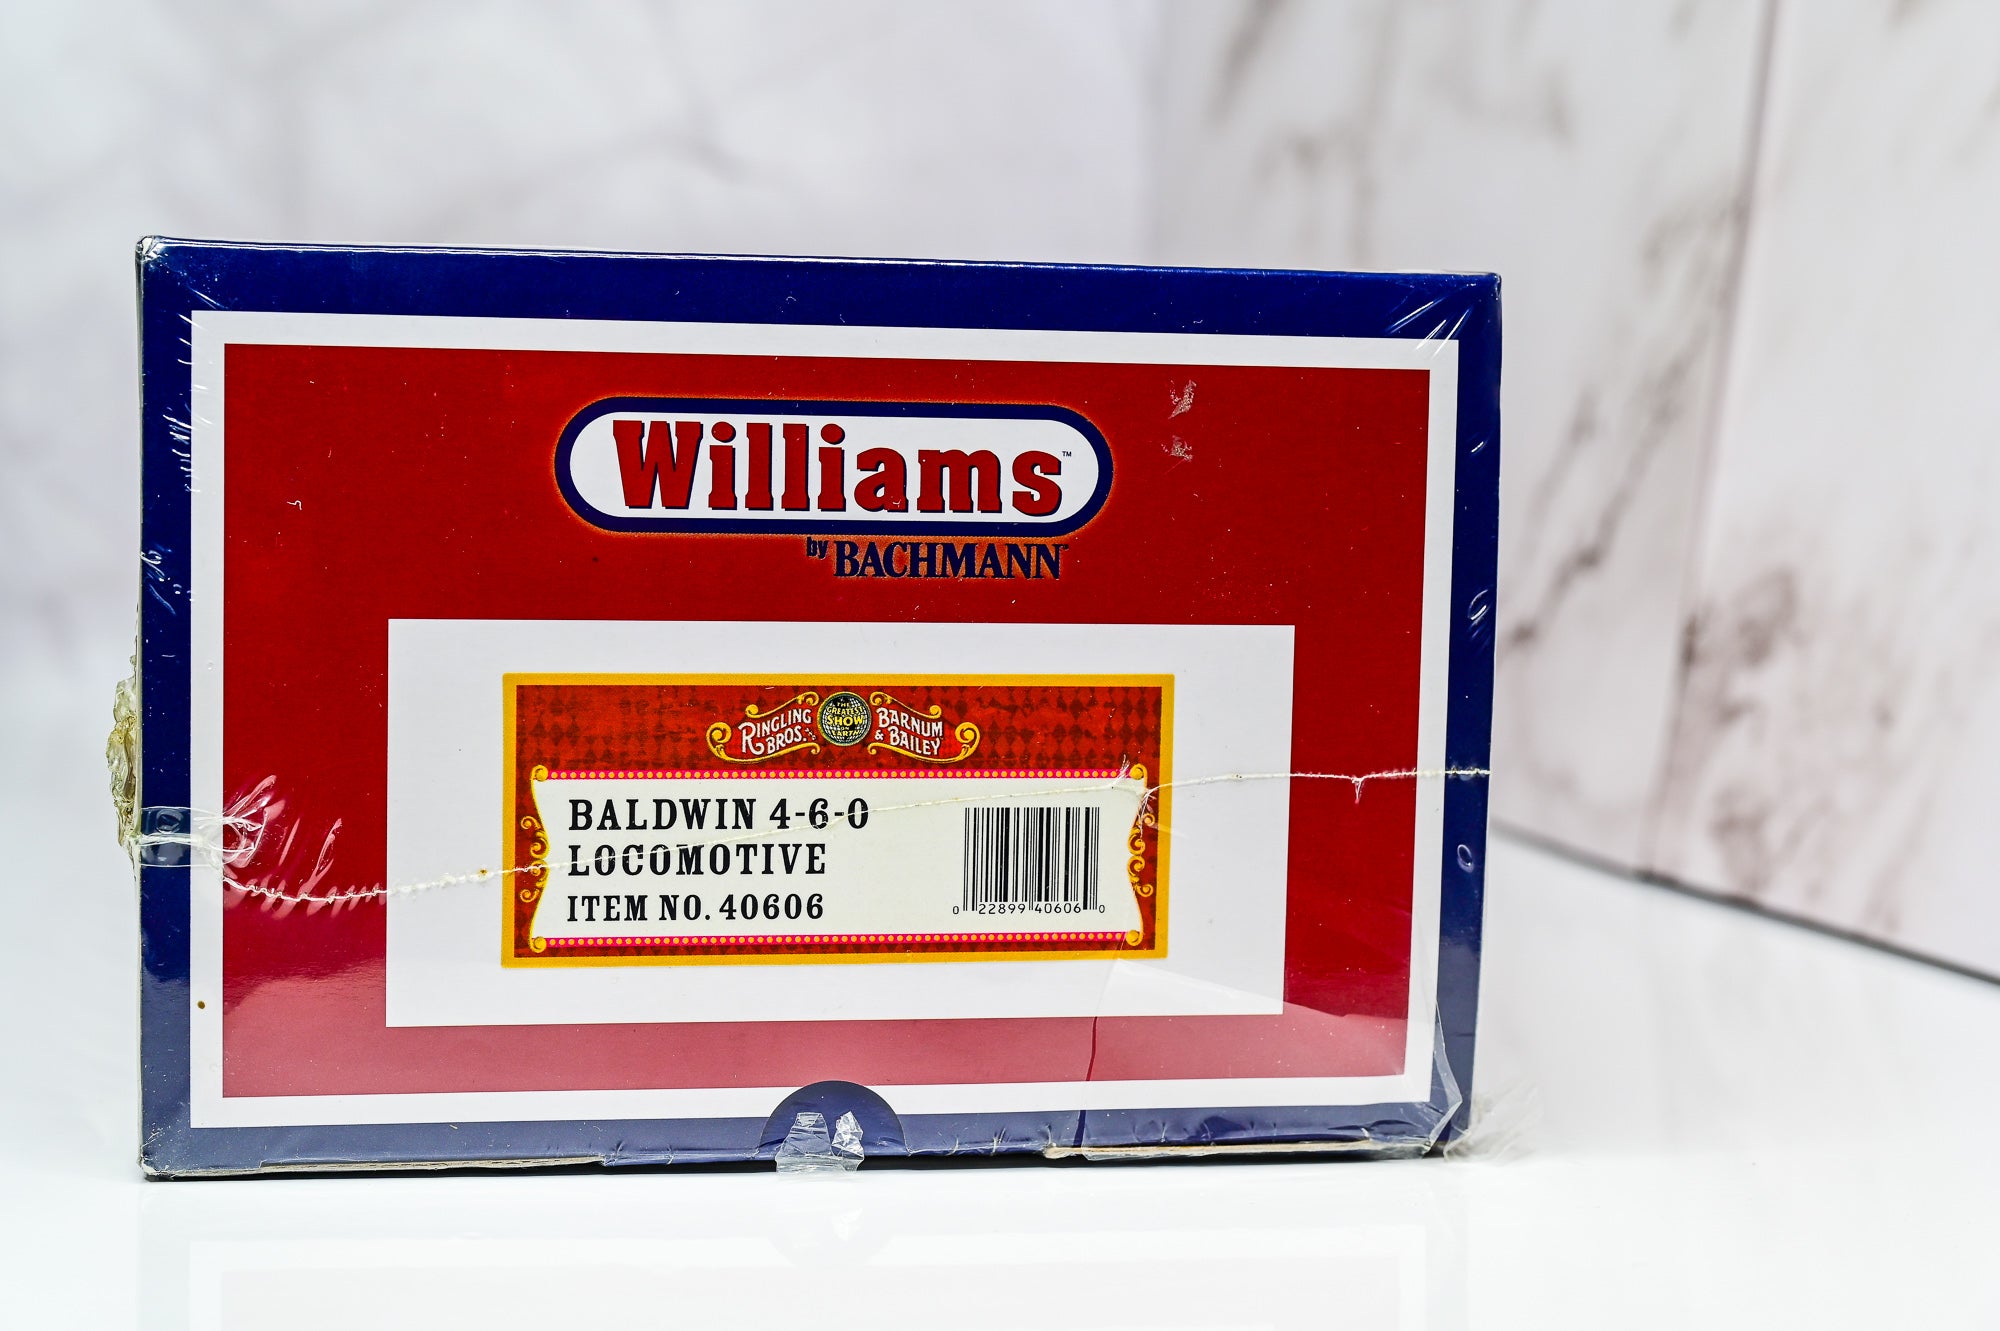 Williams™
by BACHMANN
RINGLING BROS. THE GREATEST SHOW ON EARTH BARNUM & BAILEY
BALDWIN 4-6-0
LOCOMOTIVE
ITEM NO. 40606
0 22899 40606 0